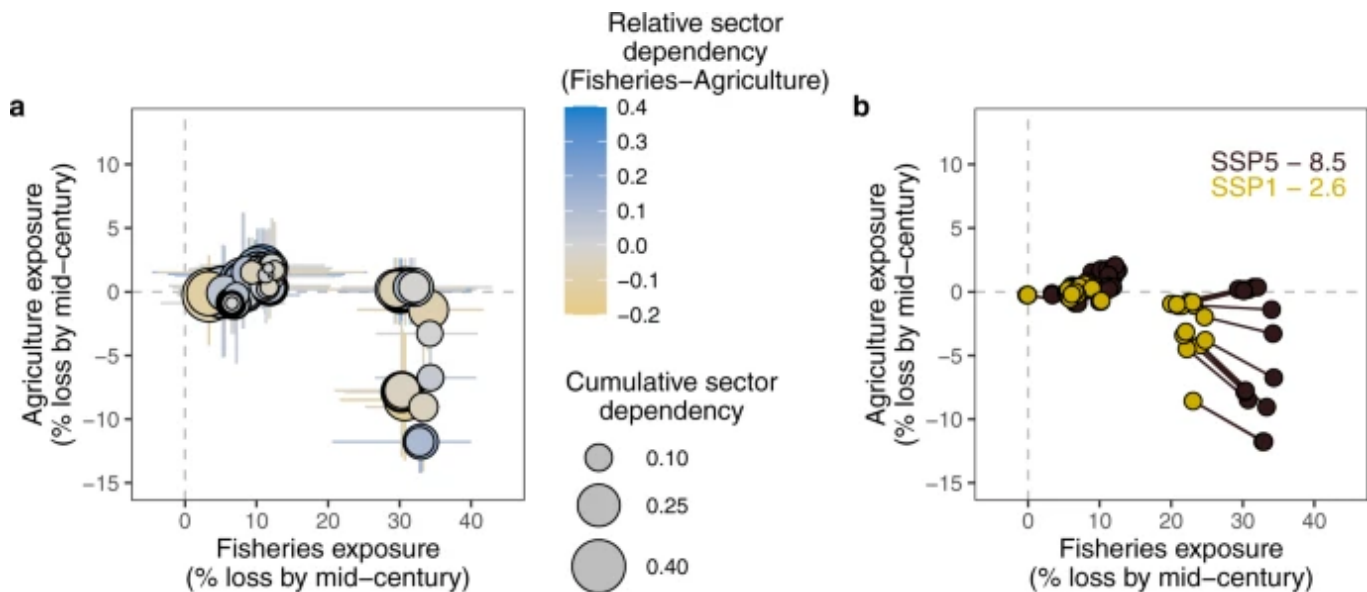 a
Agriculture exposure
(% loss by mid−century)
10
5
0
−5
−10
−15
0
10
20
30
40
Fisheries exposure
(% loss by mid−century)
Relative sector
dependency
(Fisheries−Agriculture)
0.4
0.3
0.2
0.1
0.0
−0.1
−0.2
Cumulative sector
dependency
0.10
0.25
0.40
b
SSP5 − 8.5
SSP1 − 2.6
Agriculture exposure
(% loss by mid−century)
10
5
0
−5
−10
−15
0
10
20
30
40
Fisheries exposure
(% loss by mid−century)